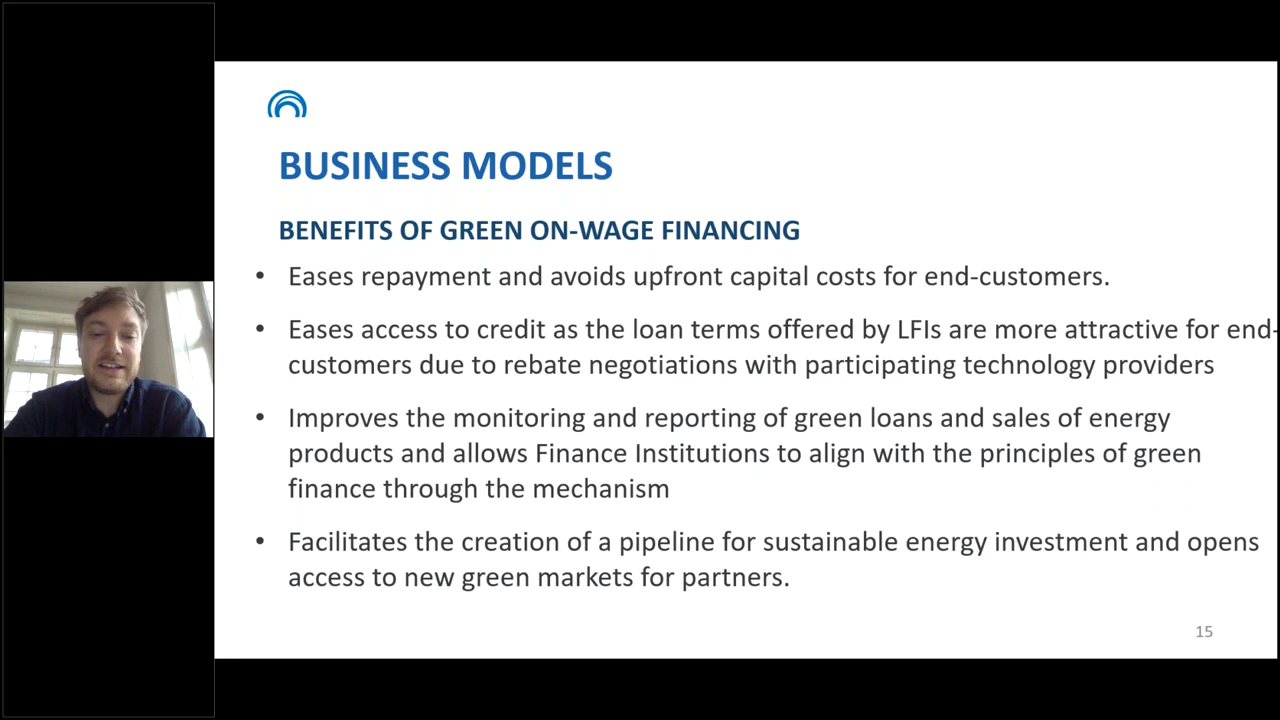 BUSINESS MODELS
BENEFITS OF GREEN ON-WAGE FINANCING
• Eases repayment and avoids upfront capital costs for end-customers.
• Eases access to credit as the loan terms offered by LFIs are more attractive for end-
customers due to rebate negotiations with participating technology providers
• Improves the monitoring and reporting of green loans and sales of energy
products and allows Finance Institutions to align with the principles of green
finance through the mechanism
• Facilitates the creation of a pipeline for sustainable energy investment and opens
access to new green markets for partners.
15